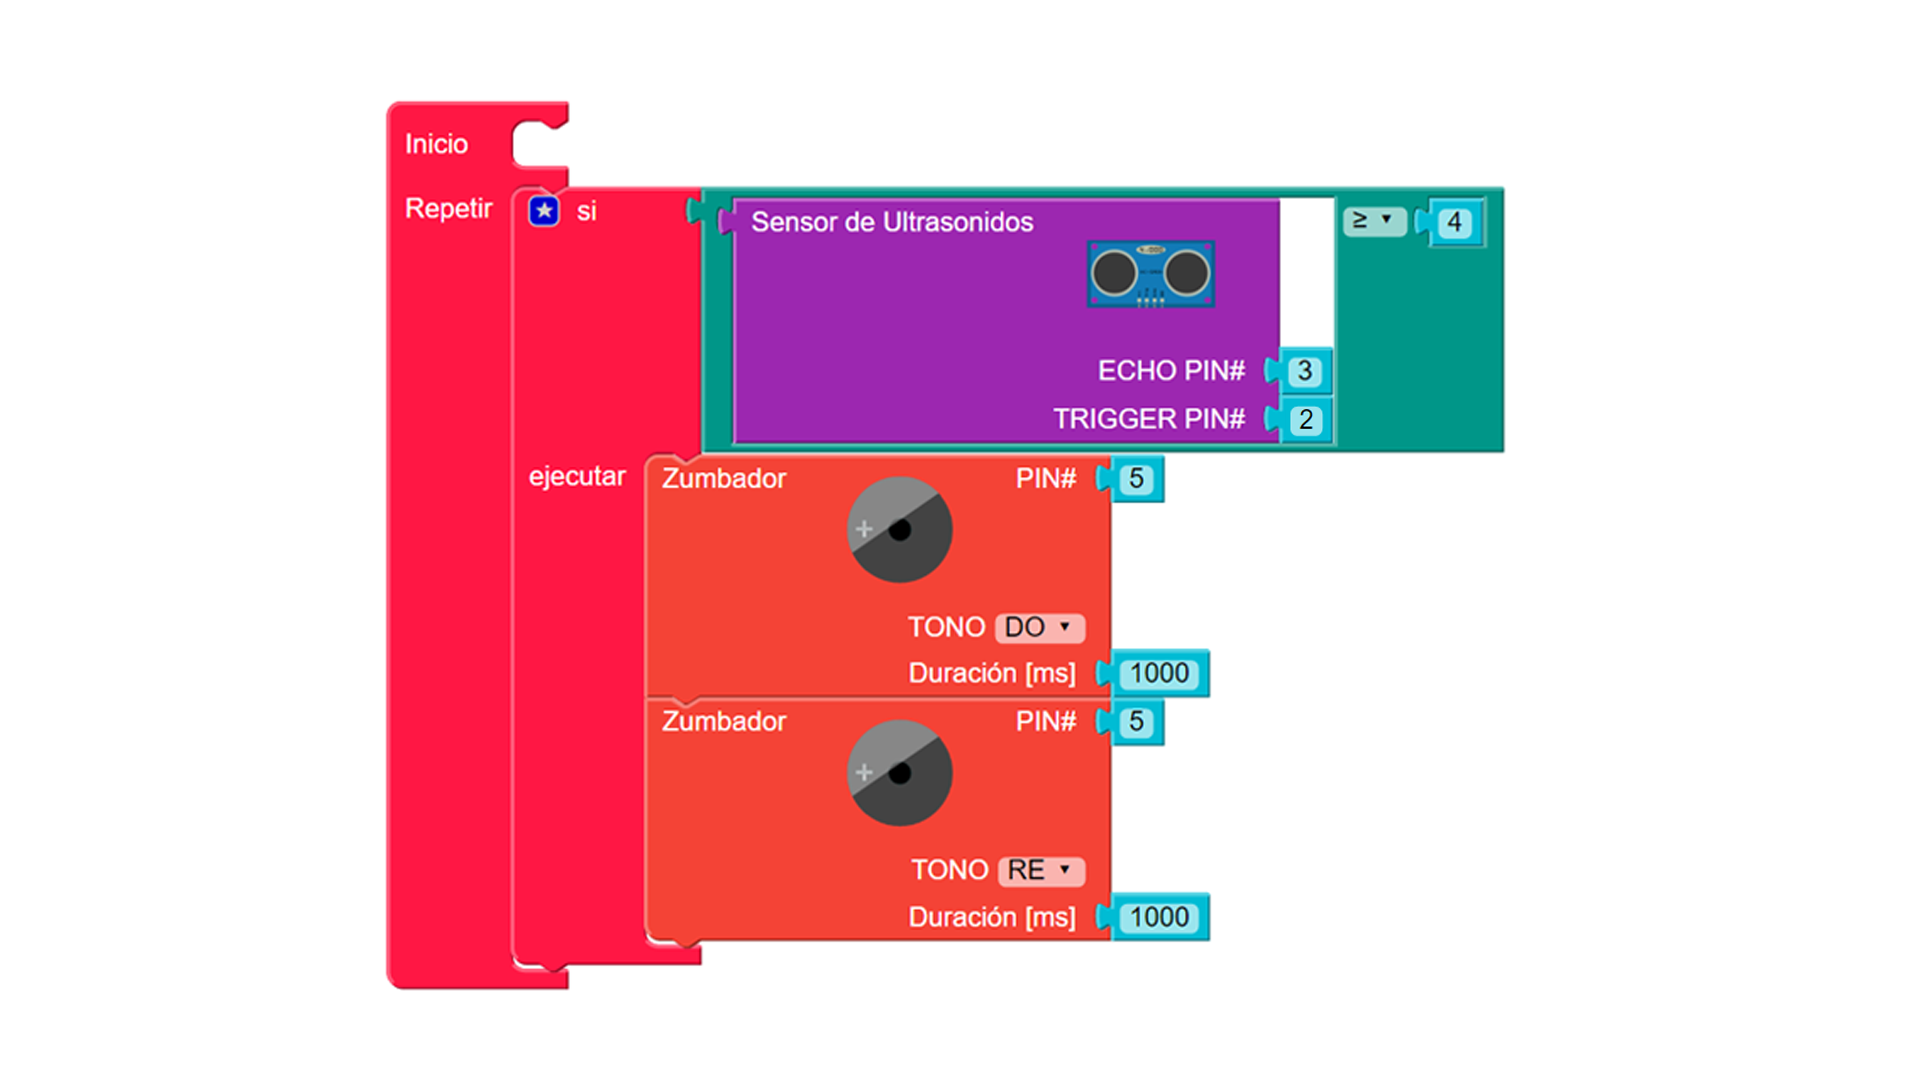 Inicio
Repetir si Sensor de Ultrasonidos ≥ 4
ECHO PIN# 3
TRIGGER PIN# 2
ejecutar Zumbador PIN# 5
TONO DO
Duración [ms] 1000
Zumbador PIN# 5
TONO RE
Duración [ms] 1000